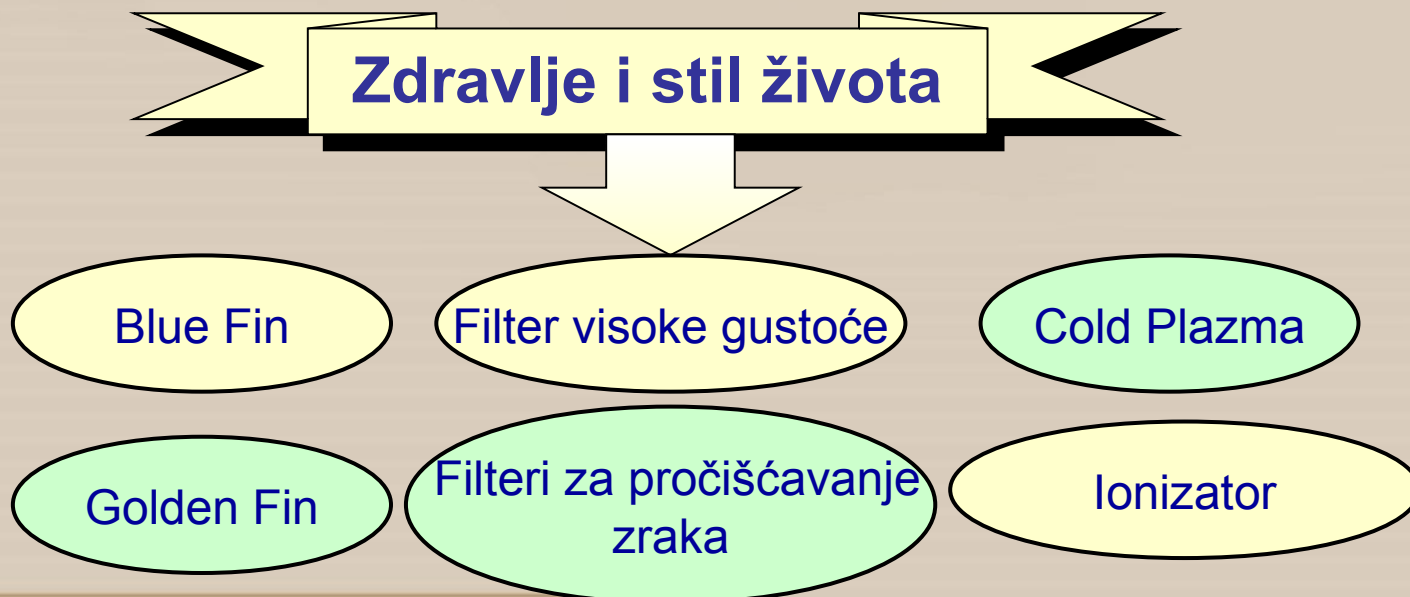 Zdravlje i stil života
Blue Fin
Filter visoke gustoće
Cold Plazma
Golden Fin
Filteri za pročišćavanje
zraka
Ionizator